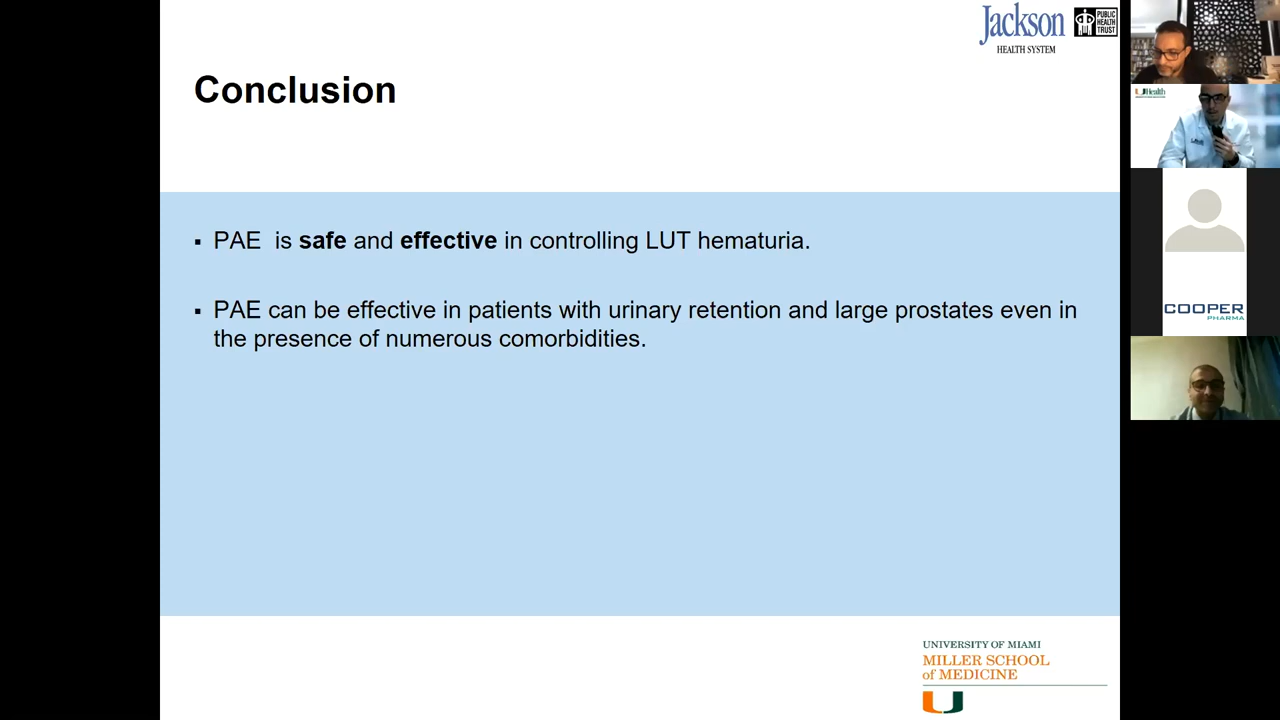 Jackson
HEALTH SYSTEM
PUBLIC
HEALTH
TRUST
Conclusion
▪ PAE  is safe and effective in controlling LUT hematuria.
▪ PAE can be effective in patients with urinary retention and large prostates even in
the presence of numerous comorbidities.
UNIVERSITY OF MIAMI
MILLER SCHOOL
of MEDICINE
UHealth
COOPER
PHARMA